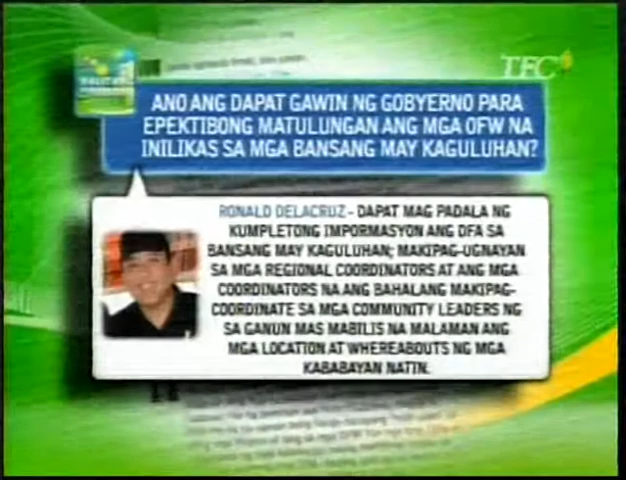 TFC
ANO ANG DAPAT GAWIN NG GOBYERNO PARA
EPEKTIBONG MATULUNGAN ANG MGA OFW NA
INILIKAS SA MGA BANSANG MAY KAGULUHAN?
RONALD DELACRUZ- DAPAT MAG PADALA NG
KUMPLETONG IMPORMASYON ANG DFA SA
BANSANG MAY KAGULUHAN; MAKIPAG-UGNAYAN
SA MGA REGIONAL COORDINATORS AT ANG MGA
COORDINATORS NA ANG BAHALANG MAKIPAG-
COORDINATE SA MGA COMMUNITY LEADERS NG
SA GANUN MAS MABILIS NA MALAMAN ANG
MGA LOCATION AT WHEREABOUTS NG MGA
KABABAYAN NATIN.